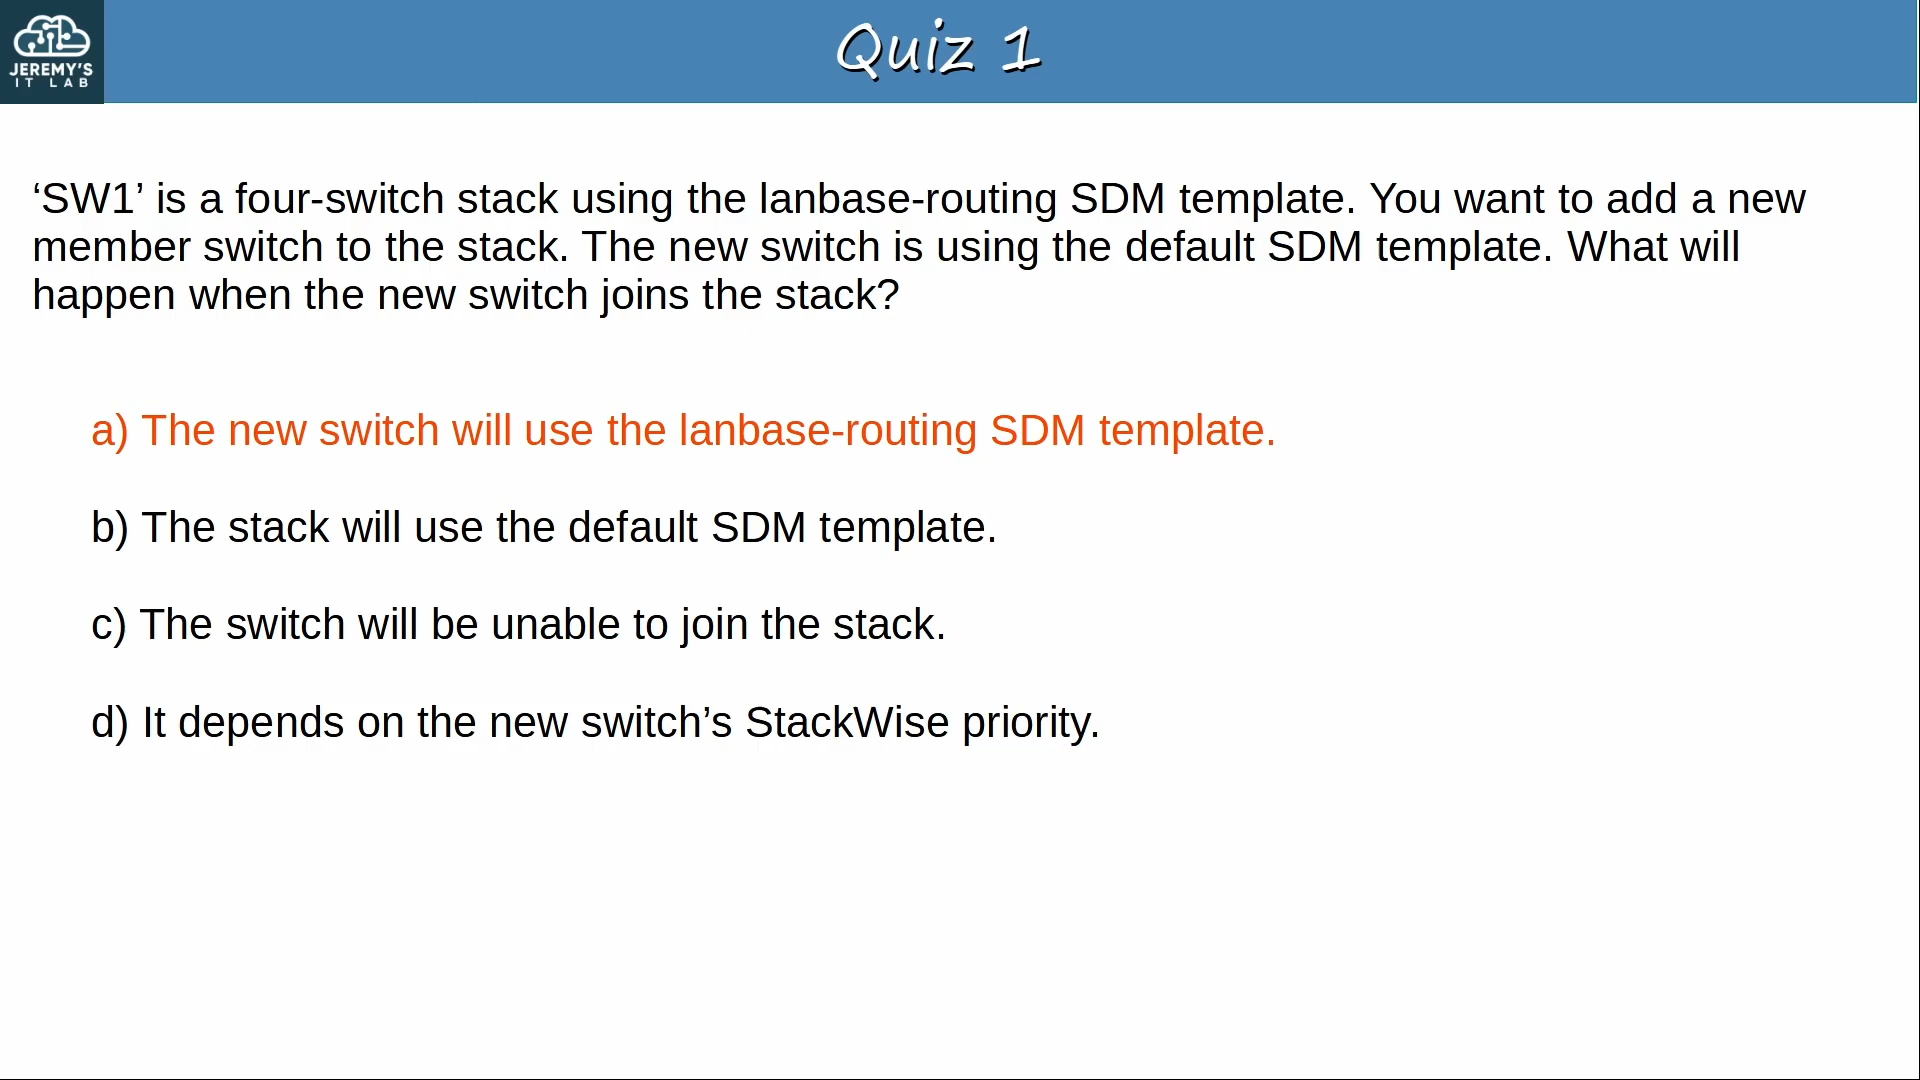 JEREMY'S
IT LAB
Quiz 1
‘SW1’ is a four-switch stack using the lanbase-routing SDM template. You want to add a new
member switch to the stack. The new switch is using the default SDM template. What will
happen when the new switch joins the stack?
a) The new switch will use the lanbase-routing SDM template.
b) The stack will use the default SDM template.
c) The switch will be unable to join the stack.
d) It depends on the new switch’s StackWise priority.